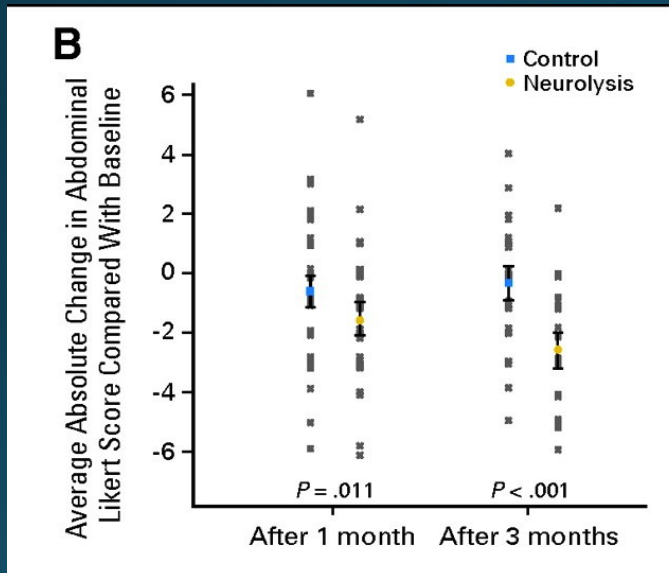 B
Control
Neurolysis
Average Absolute Change in Abdominal
Likert Score Compared With Baseline
6
4
2
0
-2
-4
-6
P = .011
P < .001
After 1 month
After 3 months